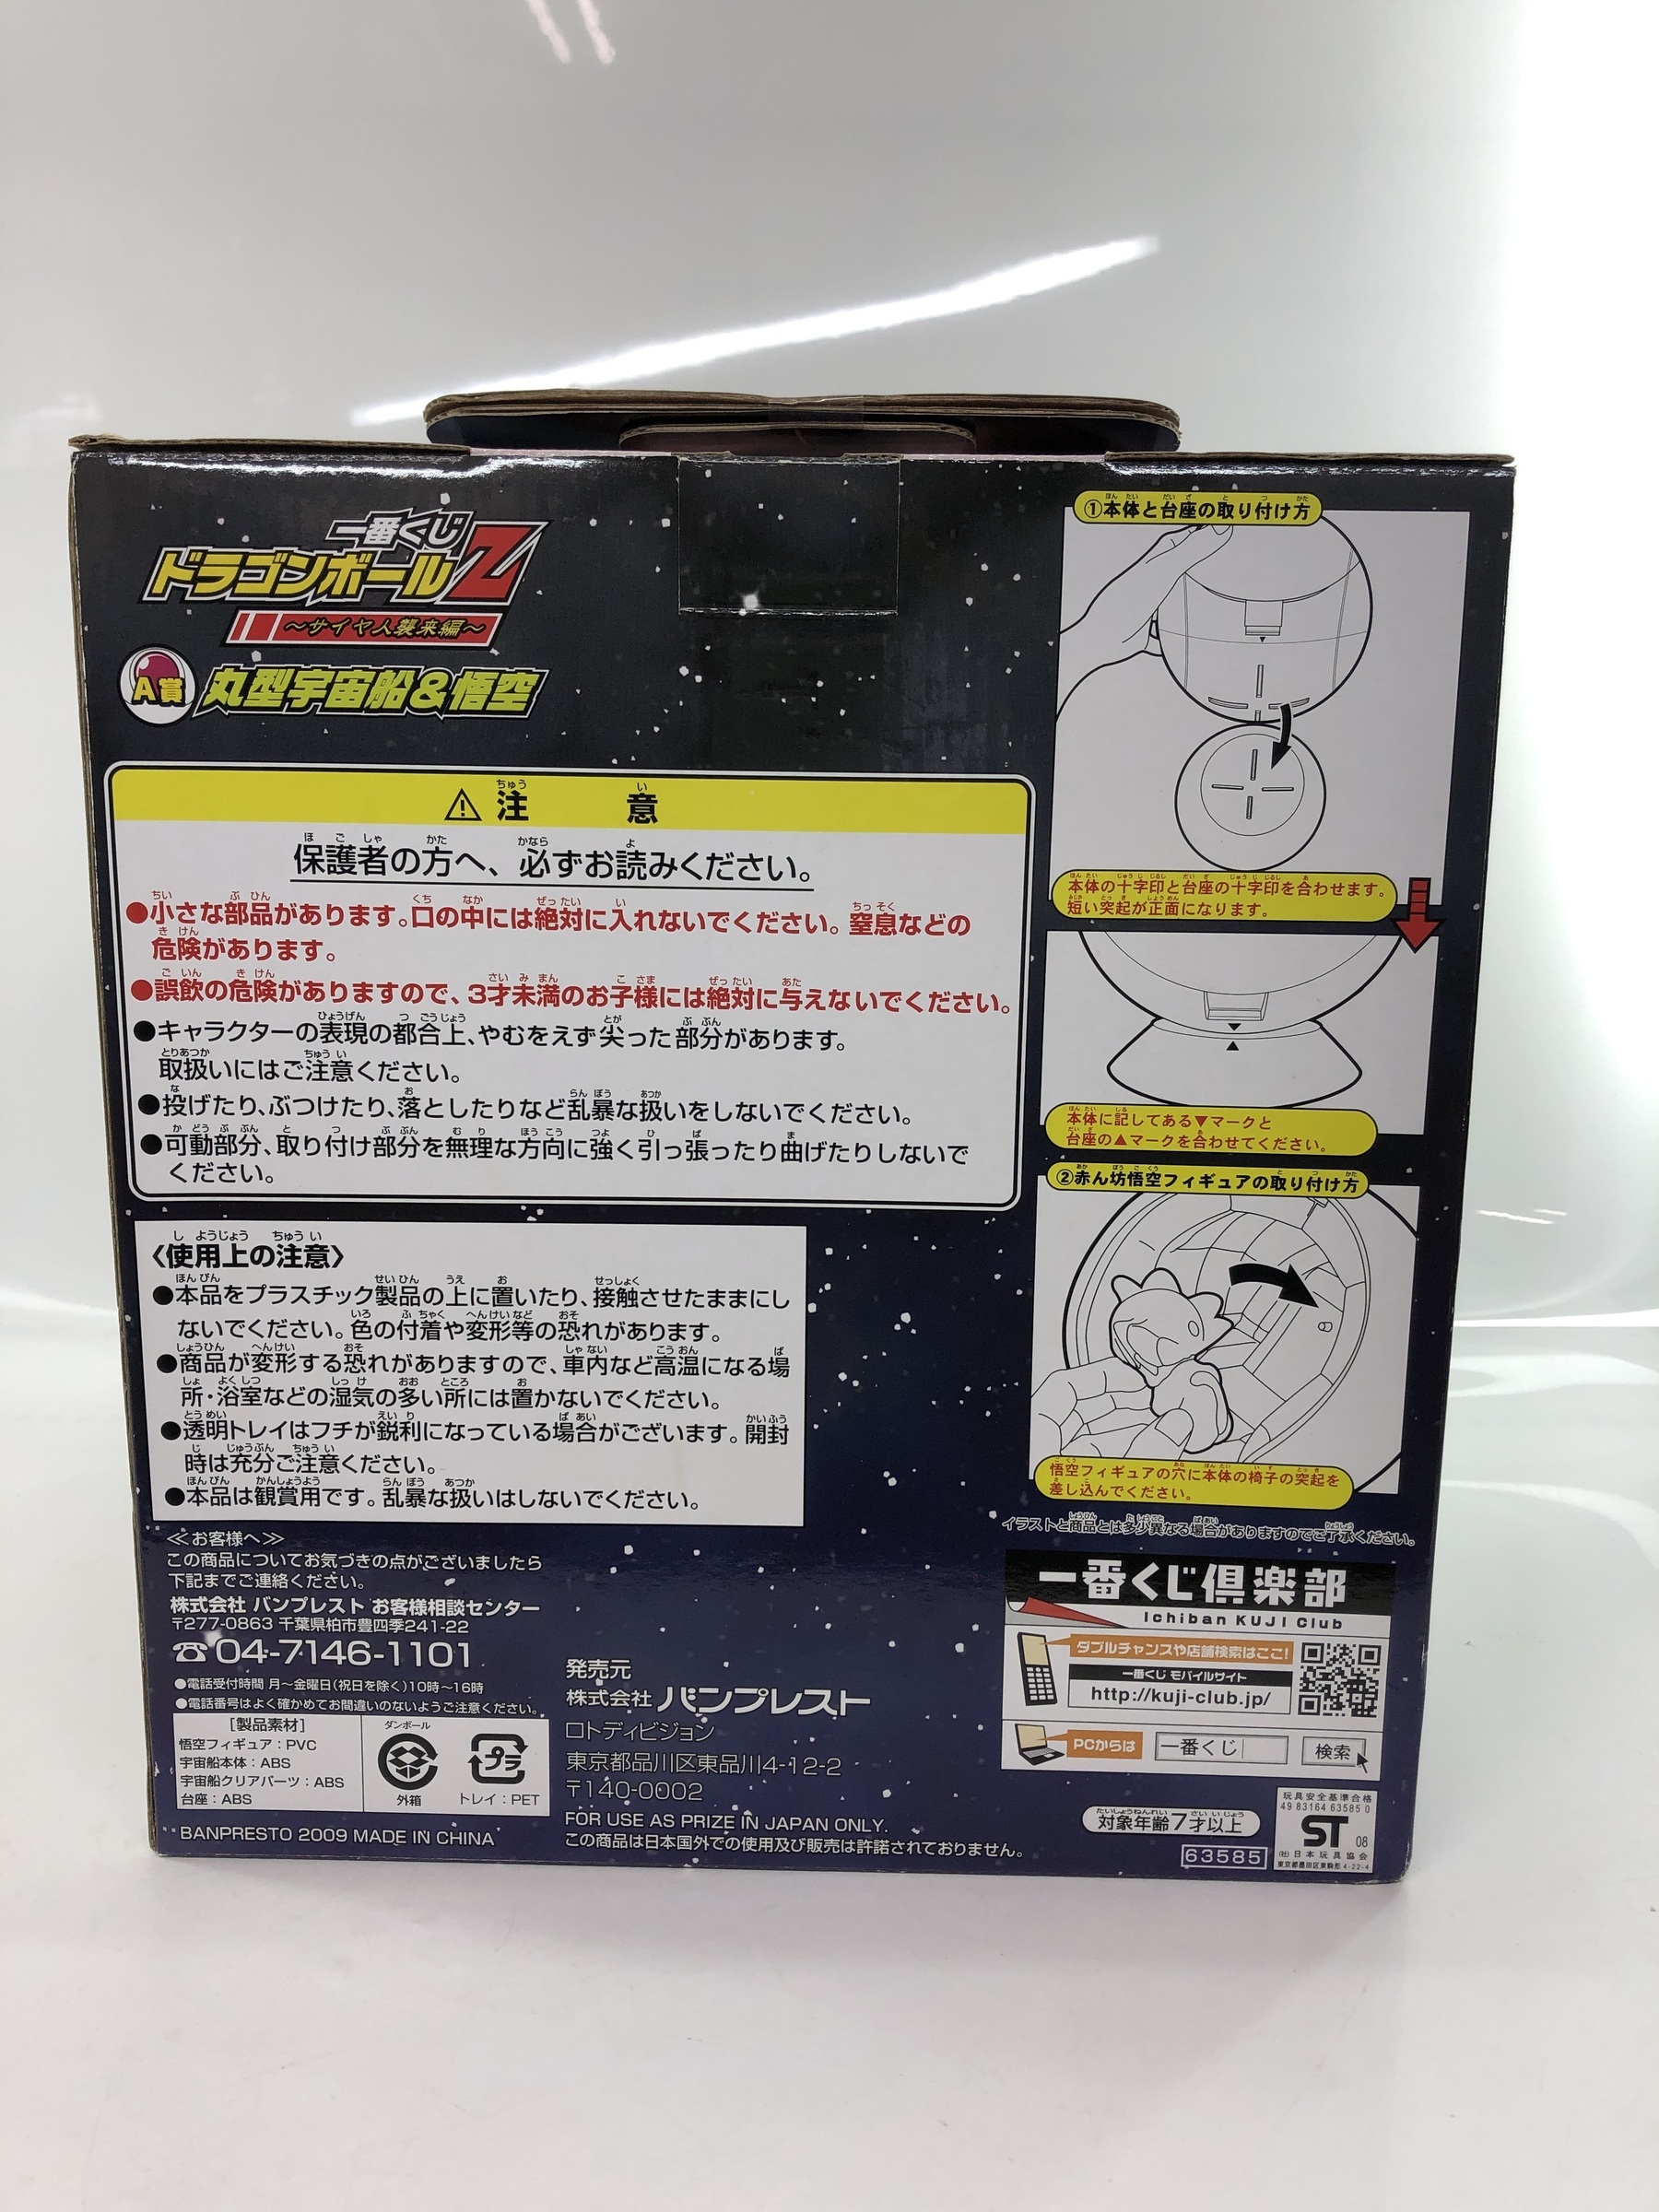 一番くじ
ドラゴンボールZ
～サイヤ人襲来編～
A賞 丸型宇宙船&悟空
⚠注意
保護者の方へ、必ずお読みください。
●小さな部品があります。口の中には絶対に入れないでください。窒息などの
危険があります。
●誤飲の危険がありますので、3才未満のお子様には絶対に与えないでください。
●キャラクターの表現の都合上、やむをえず尖った部分があります。
取扱いにはご注意ください。
●投げたり、ぶつけたり、落としたりなど乱暴な扱いをしないでください。
●可動部分、取り付け部分を無理な方向に強く引っ張ったり曲げたりしないで
ください。
〈使用上の注意〉
●本品をプラスチック製品の上に置いたり、接触させたままにし
ないでください。色の付着や変形等の恐れがあります。
●商品が変形する恐れがありますので、車内など高温になる場
所・浴室などの湿気の多い所には置かないでください。
●透明トレイはフチが鋭利になっている場合がございます。開封
時は充分ご注意ください。
●本品は観賞用です。乱暴な扱いはしないでください。
≪お客様へ≫
この商品についてお気づきの点がございましたら
下記までご連絡ください。
株式会社 バンプレスト お客様相談センター
〒277-0863 千葉県柏市豊四季241-22
☎04-7146-1101
●電話受付時間 月～金曜日(祝日を除く)10時～16時
●電話番号はよく確かめてお間違いのないようご注意ください。
［製品素材］
悟空フィギュア：PVC
宇宙船本体：ABS
宇宙船クリアパーツ：ABS
台座：ABS
ダンボール
外箱
プラ
トレイ：PET
BANPRESTO 2009 MADE IN CHINA
発売元
株式会社 バンプレスト
ロトディビジョン
東京都品川区東品川4-12-2
〒140-0002
FOR USE AS PRIZE IN JAPAN ONLY.
この商品は日本国外での使用及び販売は許諾されておりません。
①本体と台座の取り付け方
本体の十字印と台座の十字印を合わせます。
短い突起が正面になります。
本体に記してある▼マークと
台座の▲マークを合わせてください。
②赤ん坊悟空フィギュアの取り付け方
悟空フィギュアの穴に本体の椅子の突起を
差し込んでください。
イラストと商品とは多少異なる場合がありますのでご了承ください。
一番くじ倶楽部
Ichiban KUJI Club
ダブルチャンスや店舗検索はここ!
一番くじ モバイルサイト
http://kuji-club.jp/
PCからは
一番くじ
検索
対象年齢7才以上
63585
玩具安全基準合格
49 83164 63585 0
ST 08
(社)日本玩具協会
東京都墨田区東駒形4-22-4